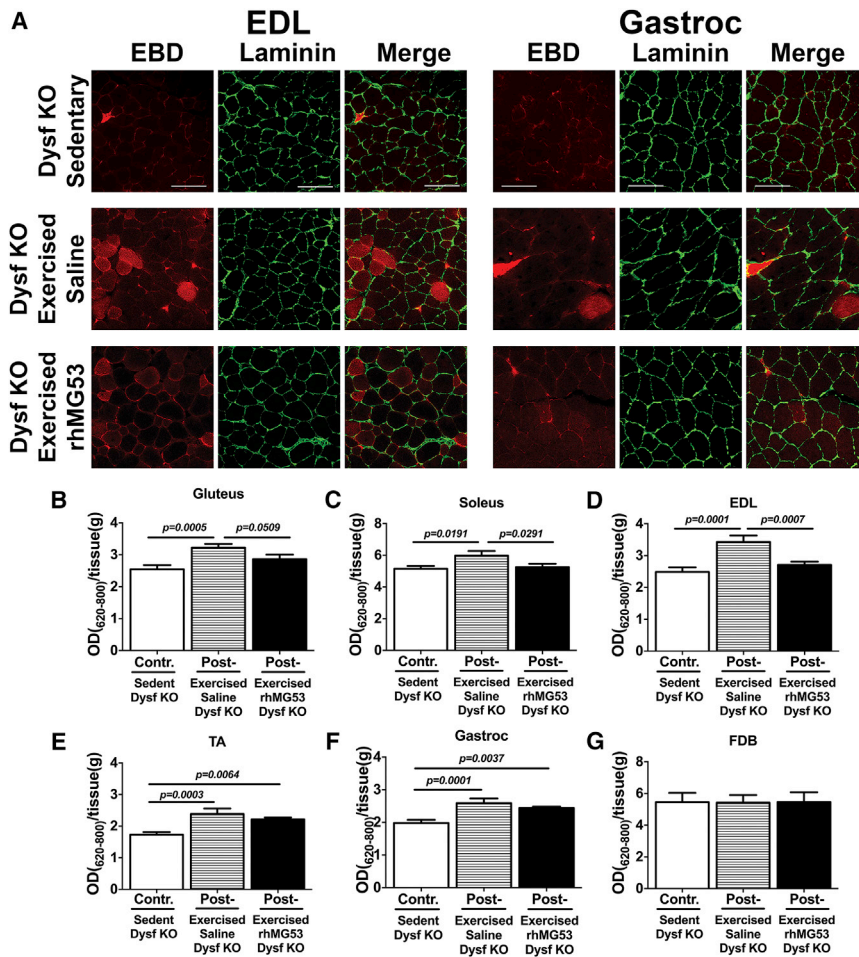 A
EDL
Gastroc
EBD Laminin Merge EBD Laminin Merge
Dysf KO
Sedentary
Dysf KO
Exercised
Saline
Dysf KO
Exercised
rhMG53
B
Gluteus
OD(620-800)/tissue(g)
4
3
2
1
0
p=0.0005
p=0.0509
Contr. Post- Post-
Sedent Exercised Exercised
Dysf KO Saline rhMG53
Dysf KO Dysf KO
C
Soleus
OD(620-800)/tissue(g)
8
6
4
2
0
p=0.0191
p=0.0291
Contr. Post- Post-
Sedent Exercised Exercised
Dysf KO Saline rhMG53
Dysf KO Dysf KO
D
EDL
OD(620-800)/tissue(g)
4
3
2
1
0
p=0.0001
p=0.0007
Contr. Post- Post-
Sedent Exercised Exercised
Dysf KO Saline rhMG53
Dysf KO Dysf KO
E
TA
OD(620-800)/tissue(g)
4
3
2
1
0
p=0.0064
p=0.0003
Contr. Post- Post-
Sedent Exercised Exercised
Dysf KO Saline rhMG53
Dysf KO Dysf KO
F
Gastroc
OD(620-800)/tissue(g)
4
3
2
1
0
p=0.0037
p=0.0001
Contr. Post- Post-
Sedent Exercised Exercised
Dysf KO Saline rhMG53
Dysf KO Dysf KO
G
FDB
OD(620-800)/tissue(g)
8
6
4
2
0
Contr. Post- Post-
Sedent Exercised Exercised
Dysf KO Saline rhMG53
Dysf KO Dysf KO